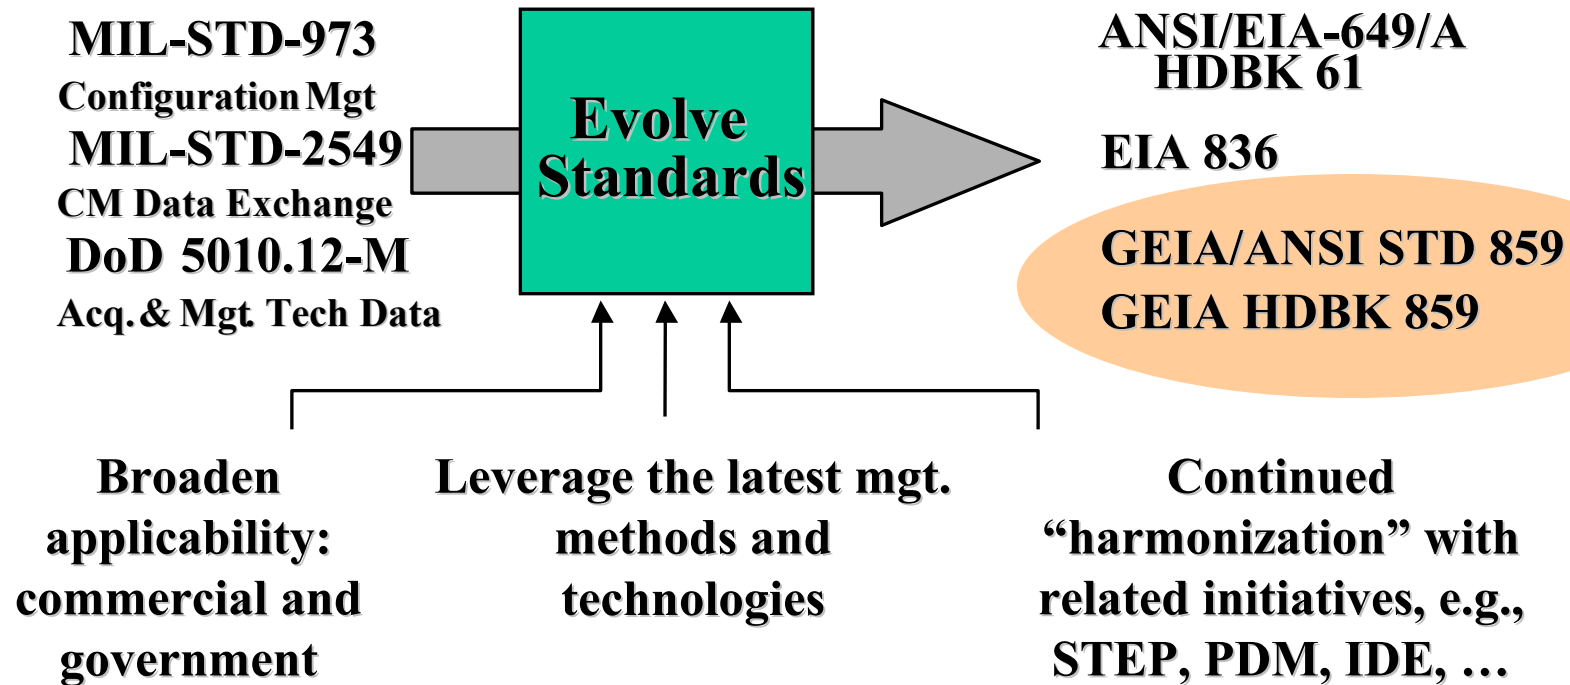 MIL-STD-973
Configuration Mgt
MIL-STD-2549
CM Data Exchange
DoD 5010.12-M
Acq. & Mgt. Tech Data
Evolve
Standards
ANSI/EIA-649/A
HDBK 61
EIA 836
GEIA/ANSI STD 859
GEIA HDBK 859
Broaden
applicability:
commercial and
government
Leverage the latest mgt.
methods and
technologies
Continued
“harmonization” with
related initiatives, e.g.,
STEP, PDM, IDE, …